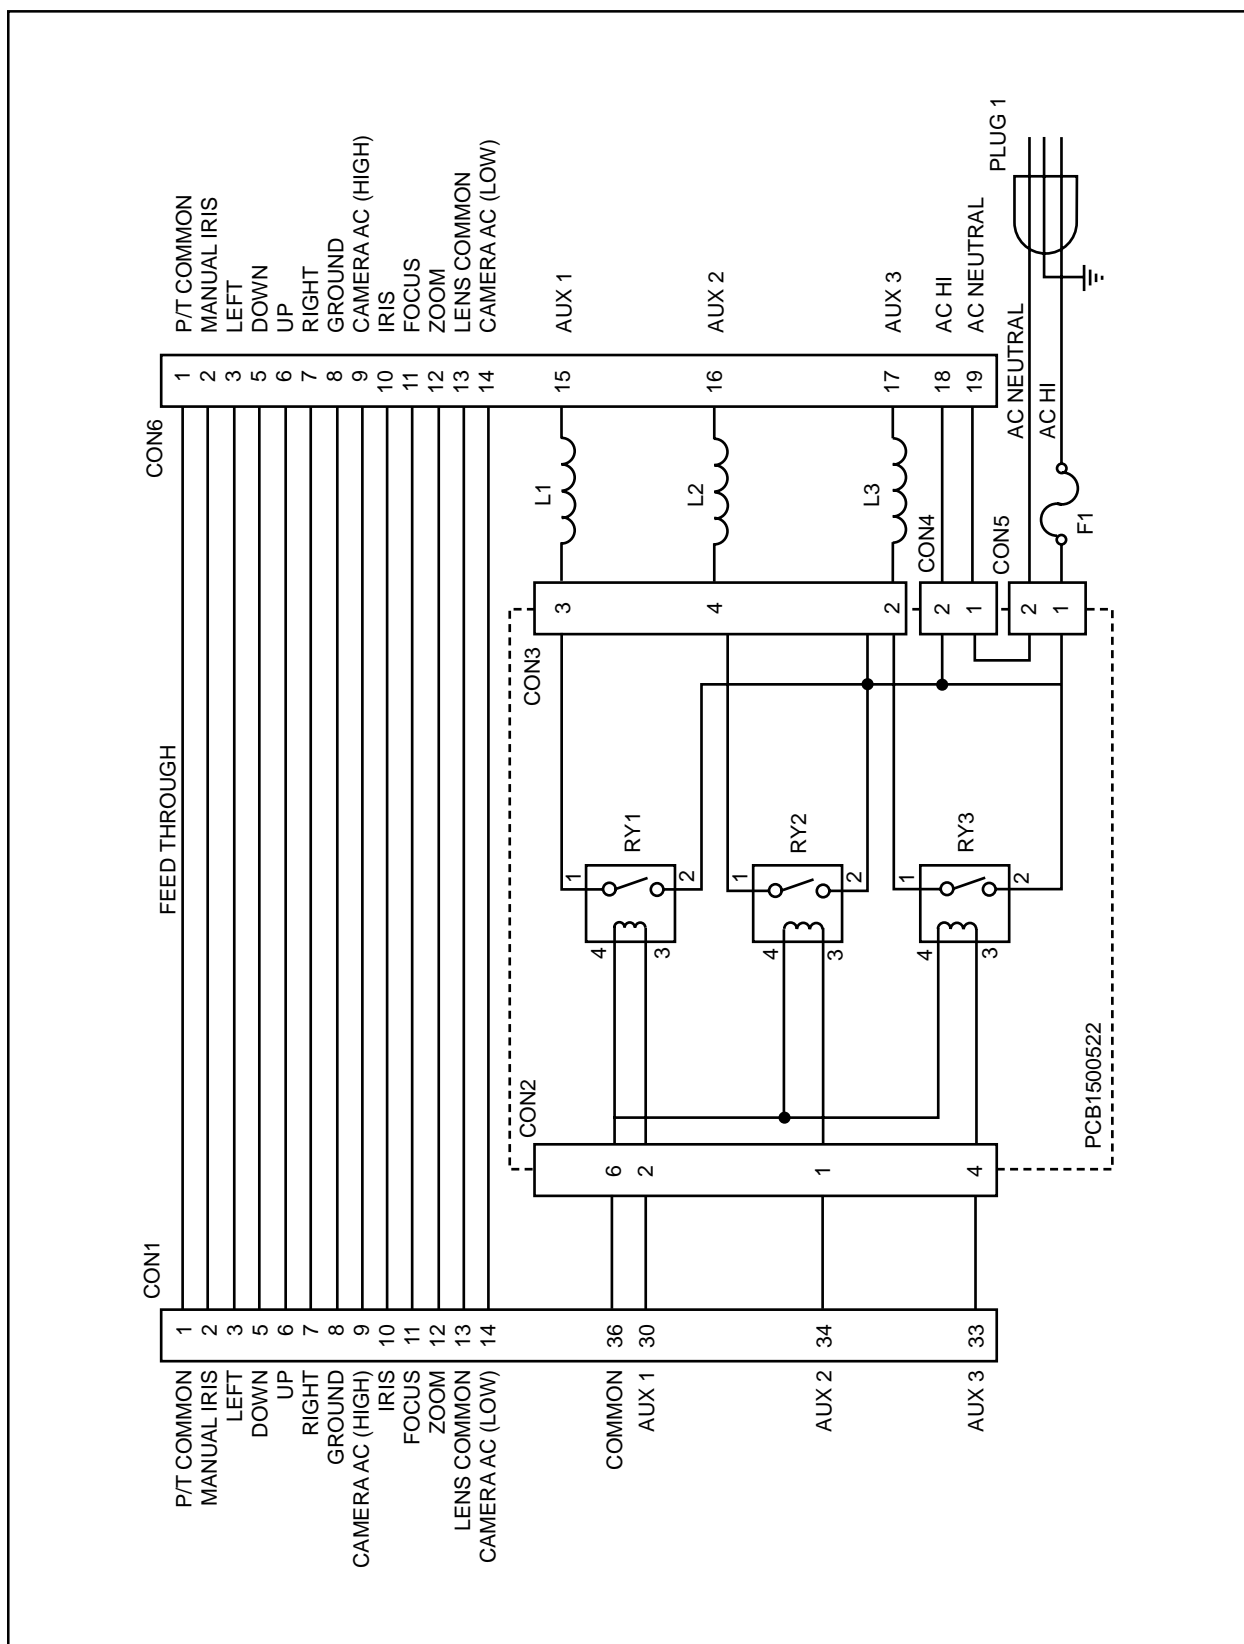 FEED THROUGH
CON1
P/T COMMON 1
MANUAL IRIS 2
LEFT 3
DOWN 5
UP 6
RIGHT 7
GROUND 8
CAMERA AC (HIGH) 9
IRIS 10
FOCUS 11
ZOOM 12
LENS COMMON 13
CAMERA AC (LOW) 14
COMMON 36
AUX 1 30
AUX 2 34
AUX 3 33
CON2
6
2
1
4
PCB1500522
RY1
1
2
4
3
RY2
1
2
4
3
RY3
1
2
4
3
CON3
3
4
2
CON4
2
1
CON5
2
1
L1
L2
L3
F1
CON6
1 P/T COMMON
2 MANUAL IRIS
3 LEFT
5 DOWN
6 UP
7 RIGHT
8 GROUND
9 CAMERA AC (HIGH)
10 IRIS
11 FOCUS
12 ZOOM
13 LENS COMMON
14 CAMERA AC (LOW)
15 AUX 1
16 AUX 2
17 AUX 3
18 AC HI
19 AC NEUTRAL
AC NEUTRAL
AC HI
PLUG 1